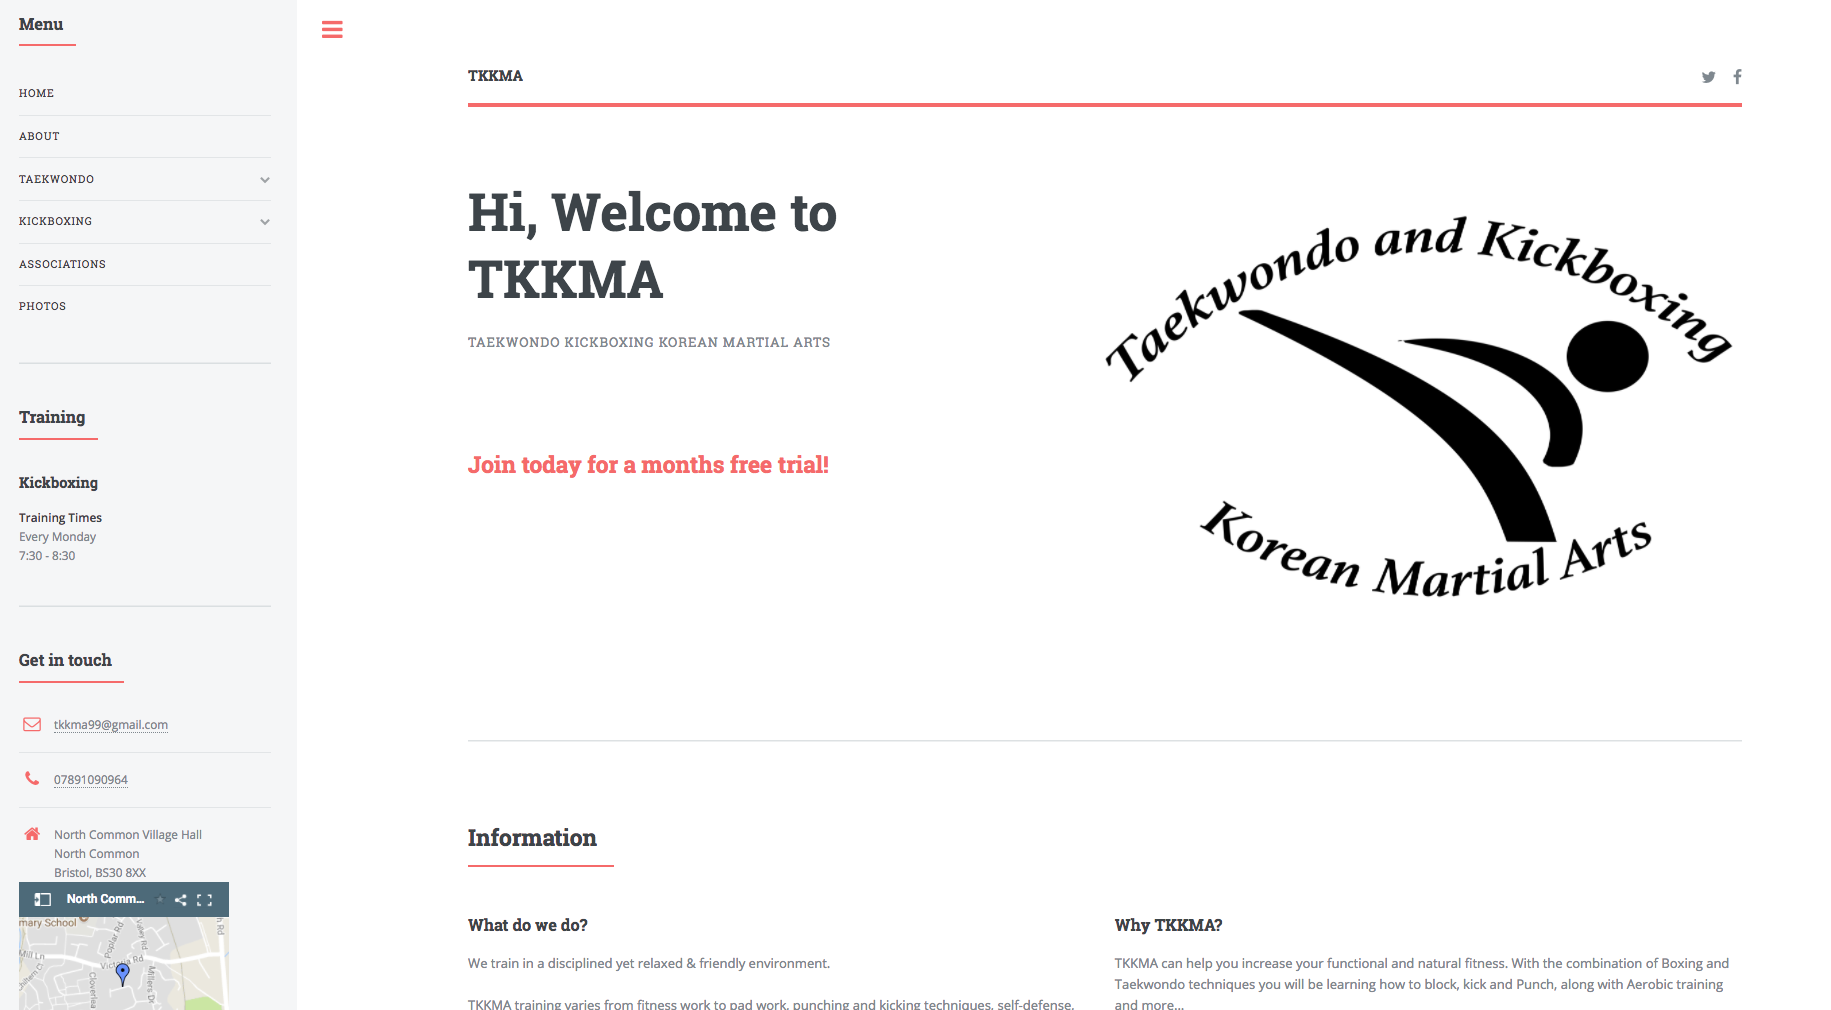 Menu
HOME
ABOUT
TAEKWONDO
KICKBOXING
ASSOCIATIONS
PHOTOS
Training
Kickboxing
Training Times
Every Monday
7:30 - 8:30
Get in touch
tkkma99@gmail.com
07891090964
North Common Village Hall
North Common
Bristol, BS30 8XX
North Comm...
mary School
Mill Ln
Poplar Rd
Victoria Rd
Millers Dr
Rd
TKKMA
Hi, Welcome to
TKKMA
TAEKWONDO KICKBOXING KOREAN MARTIAL ARTS
Join today for a months free trial!
Taekwondo and Kickboxing
Korean Martial Arts
Information
What do we do?
We train in a disciplined yet relaxed & friendly environment.
TKKMA training varies from fitness work to pad work, punching and kicking techniques, self-defense,
Why TKKMA?
TKKMA can help you increase your functional and natural fitness. With the combination of Boxing and
Taekwondo techniques you will be learning how to block, kick and Punch, along with Aerobic training
and more...